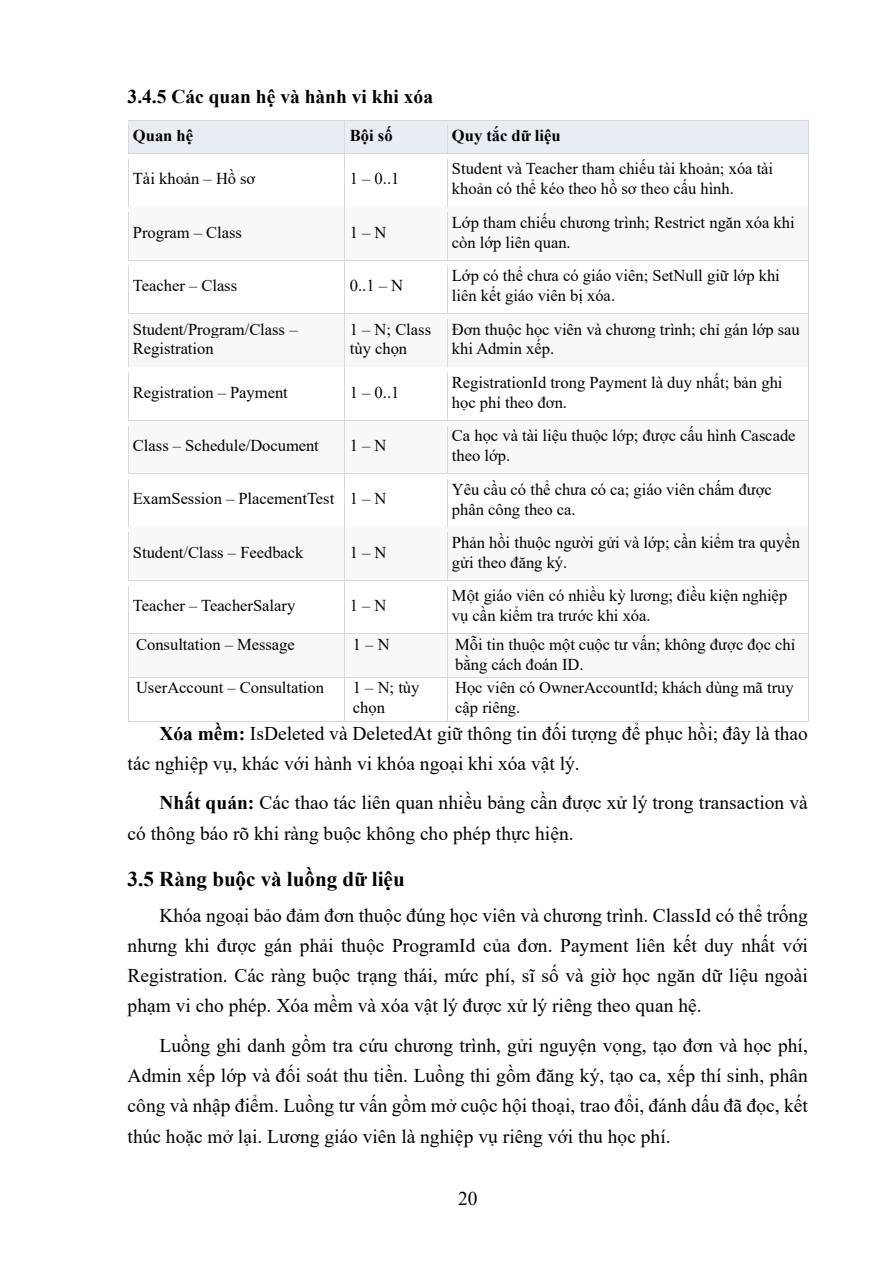 3.4.5 Các quan hệ và hành vi khi xóa
Quan hệ
Bội số
Quy tắc dữ liệu
Tài khoản – Hồ sơ
1 – 0..1
Student và Teacher tham chiếu tài khoản; xóa tài
khoản có thể kéo theo hồ sơ theo cấu hình.
Program – Class
1 – N
Lớp tham chiếu chương trình; Restrict ngăn xóa khi
còn lớp liên quan.
Teacher – Class
0..1 – N
Lớp có thể chưa có giáo viên; SetNull giữ lớp khi
liên kết giáo viên bị xóa.
Student/Program/Class –
Registration
1 – N; Class
tùy chọn
Đơn thuộc học viên và chương trình; chỉ gán lớp sau
khi Admin xếp.
Registration – Payment
1 – 0..1
RegistrationId trong Payment là duy nhất; bản ghi
học phí theo đơn.
Class – Schedule/Document
1 – N
Ca học và tài liệu thuộc lớp; được cấu hình Cascade
theo lớp.
ExamSession – PlacementTest
1 – N
Yêu cầu có thể chưa có ca; giáo viên chấm được
phân công theo ca.
Student/Class – Feedback
1 – N
Phản hồi thuộc người gửi và lớp; cần kiểm tra quyền
gửi theo đăng ký.
Teacher – TeacherSalary
1 – N
Một giáo viên có nhiều kỳ lương; điều kiện nghiệp
vụ cần kiểm tra trước khi xóa.
Consultation – Message
1 – N
Mỗi tin thuộc một cuộc tư vấn; không được đọc chỉ
bằng cách đoán ID.
UserAccount – Consultation
1 – N; tùy
chọn
Học viên có OwnerAccountId; khách dùng mã truy
cập riêng.
Xóa mềm: IsDeleted và DeletedAt giữ thông tin đối tượng để phục hồi; đây là thao
tác nghiệp vụ, khác với hành vi khóa ngoại khi xóa vật lý.
Nhất quán: Các thao tác liên quan nhiều bảng cần được xử lý trong transaction và
có thông báo rõ khi ràng buộc không cho phép thực hiện.
3.5 Ràng buộc và luồng dữ liệu
Khóa ngoại bảo đảm đơn thuộc đúng học viên và chương trình. ClassId có thể trống
nhưng khi được gán phải thuộc ProgramId của đơn. Payment liên kết duy nhất với
Registration. Các ràng buộc trạng thái, mức phí, sĩ số và giờ học ngăn dữ liệu ngoài
phạm vi cho phép. Xóa mềm và xóa vật lý được xử lý riêng theo quan hệ.
Luồng ghi danh gồm tra cứu chương trình, gửi nguyện vọng, tạo đơn và học phí,
Admin xếp lớp và đối soát thu tiền. Luồng thi gồm đăng ký, tạo ca, xếp thí sinh, phân
công và nhập điểm. Luồng tư vấn gồm mở cuộc hội thoại, trao đổi, đánh dấu đã đọc, kết
thúc hoặc mở lại. Lương giáo viên là nghiệp vụ riêng với thu học phí.
20